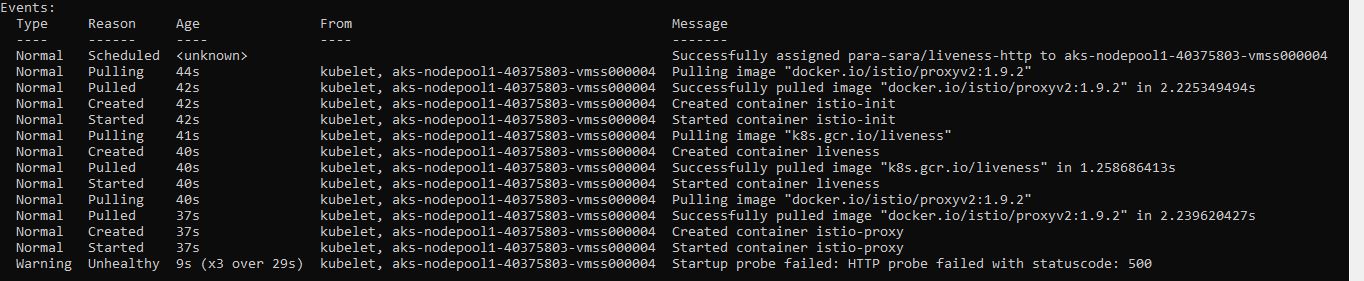 Events:
Type Reason Age From Message
---- ------ ---- ---- -------
Normal Scheduled <unknown> Successfully assigned para-sara/liveness-http to aks-nodepool1-40375803-vmss000004
Normal Pulling 44s kubelet, aks-nodepool1-40375803-vmss000004 Pulling image "docker.io/istio/proxyv2:1.9.2"
Normal Pulled 42s kubelet, aks-nodepool1-40375803-vmss000004 Successfully pulled image "docker.io/istio/proxyv2:1.9.2" in 2.225349494s
Normal Created 42s kubelet, aks-nodepool1-40375803-vmss000004 Created container istio-init
Normal Started 42s kubelet, aks-nodepool1-40375803-vmss000004 Started container istio-init
Normal Pulling 41s kubelet, aks-nodepool1-40375803-vmss000004 Pulling image "k8s.gcr.io/liveness"
Normal Created 40s kubelet, aks-nodepool1-40375803-vmss000004 Created container liveness
Normal Pulled 40s kubelet, aks-nodepool1-40375803-vmss000004 Successfully pulled image "k8s.gcr.io/liveness" in 1.258686413s
Normal Started 40s kubelet, aks-nodepool1-40375803-vmss000004 Started container liveness
Normal Pulling 40s kubelet, aks-nodepool1-40375803-vmss000004 Pulling image "docker.io/istio/proxyv2:1.9.2"
Normal Pulled 37s kubelet, aks-nodepool1-40375803-vmss000004 Successfully pulled image "docker.io/istio/proxyv2:1.9.2" in 2.239620427s
Normal Created 37s kubelet, aks-nodepool1-40375803-vmss000004 Created container istio-proxy
Normal Started 37s kubelet, aks-nodepool1-40375803-vmss000004 Started container istio-proxy
Warning Unhealthy 9s (x3 over 29s) kubelet, aks-nodepool1-40375803-vmss000004 Startup probe failed: HTTP probe failed with statuscode: 500